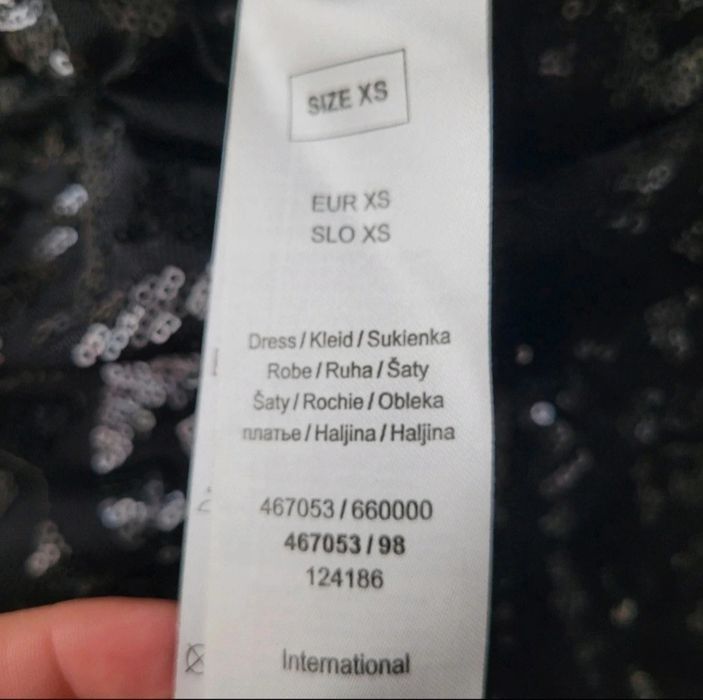 SIZE XS
EUR XS
SLO XS
Dress / Kleid / Sukienka
Robe / Ruha / Šaty
Šaty / Rochie / Obleka
платье / Haljina / Haljina
467053 / 660000
467053 / 98
124186
International